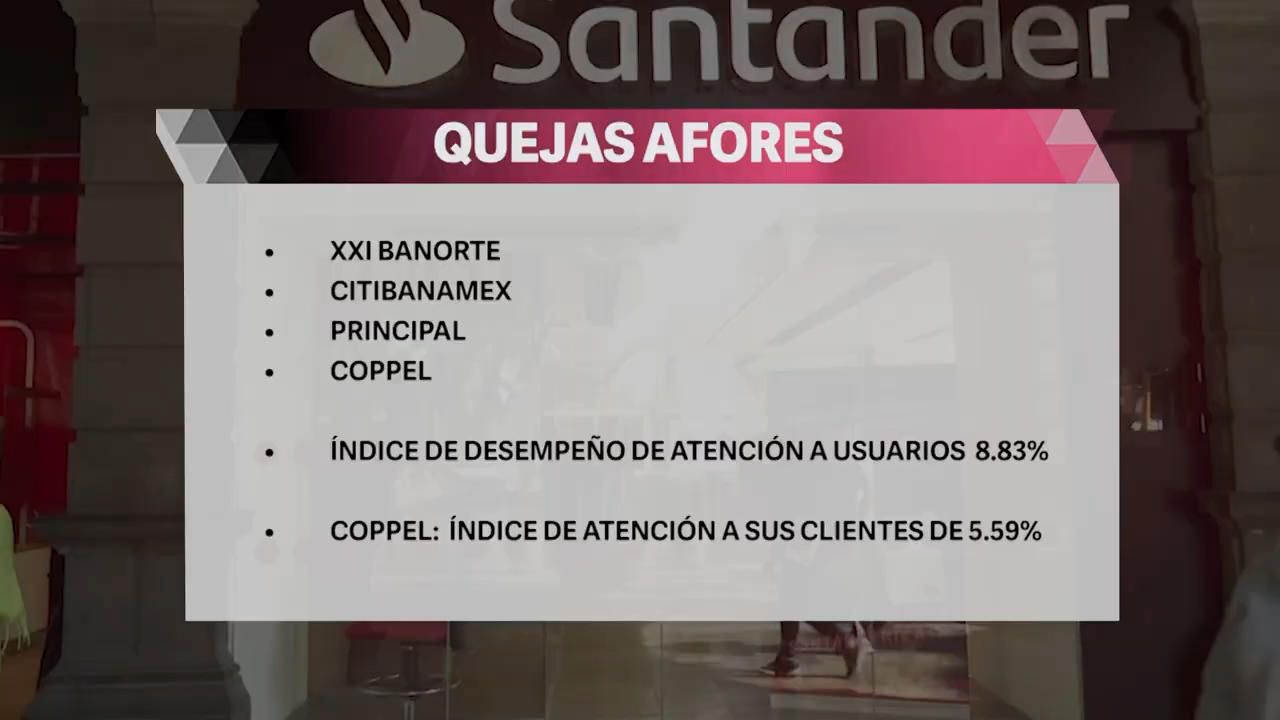 Santander
QUEJAS AFORES
• XXI BANORTE
• CITIBANAMEX
• PRINCIPAL
• COPPEL
• ÍNDICE DE DESEMPEÑO DE ATENCIÓN A USUARIOS 8.83%
• COPPEL: ÍNDICE DE ATENCIÓN A SUS CLIENTES DE 5.59%